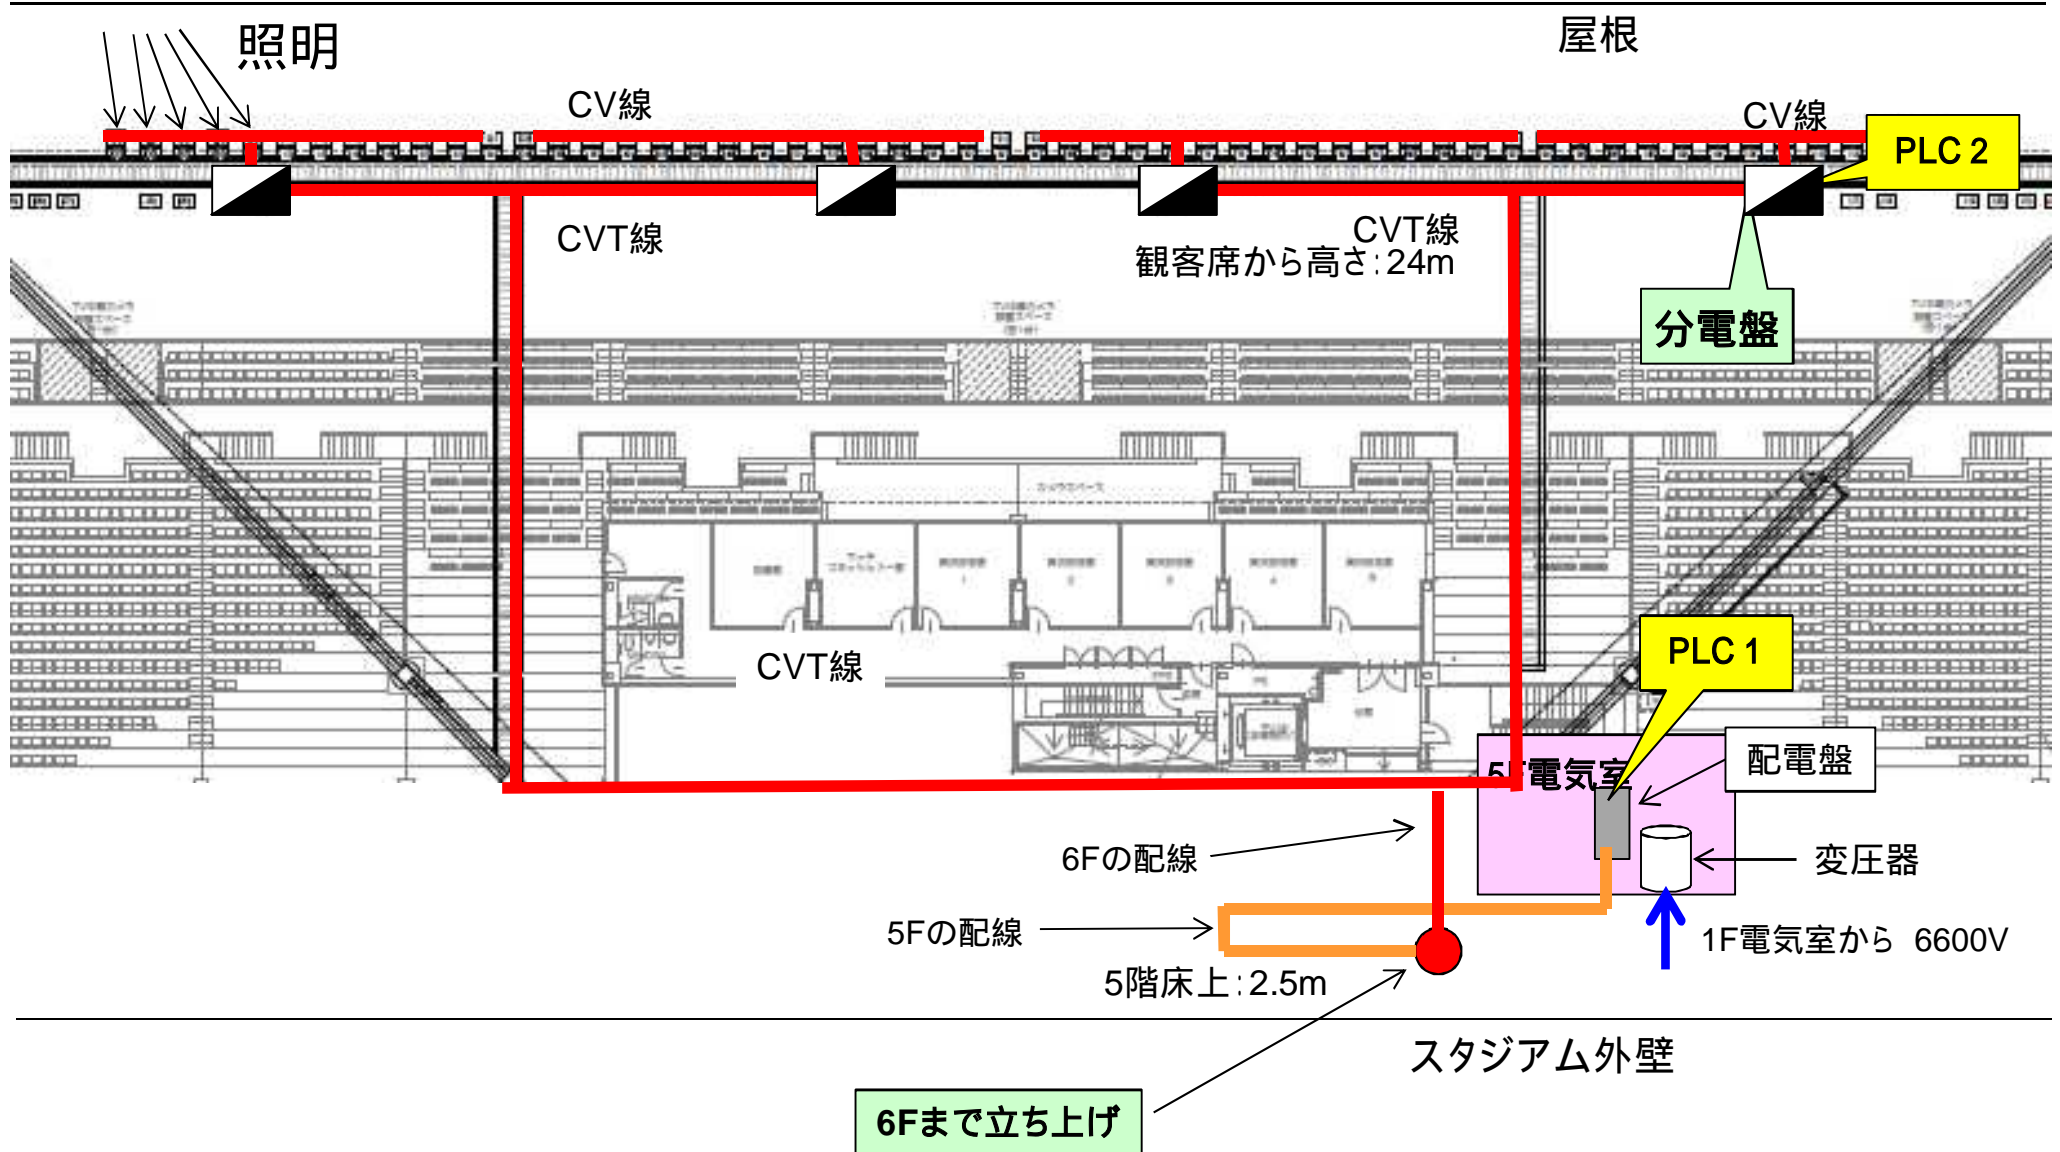 照明
屋根
CV線
CV線
PLC 2
CVT線
CVT線
観客席から高さ:24m
分電盤
CVT線
PLC 1
5F電気室
配電盤
6Fの配線
変圧器
5Fの配線
1F電気室から 6600V
5階床上:2.5m
スタジアム外壁
6Fまで立ち上げ